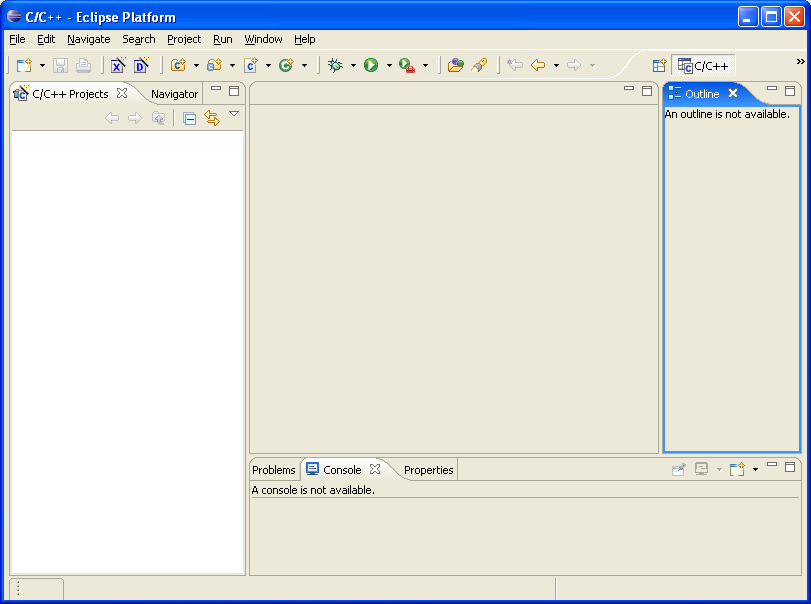 C/C++ - Eclipse Platform
File Edit Navigate Search Project Run Window Help
C/C++
C/C++ Projects Navigator
Outline
An outline is not available.
Problems Console Properties
A console is not available.